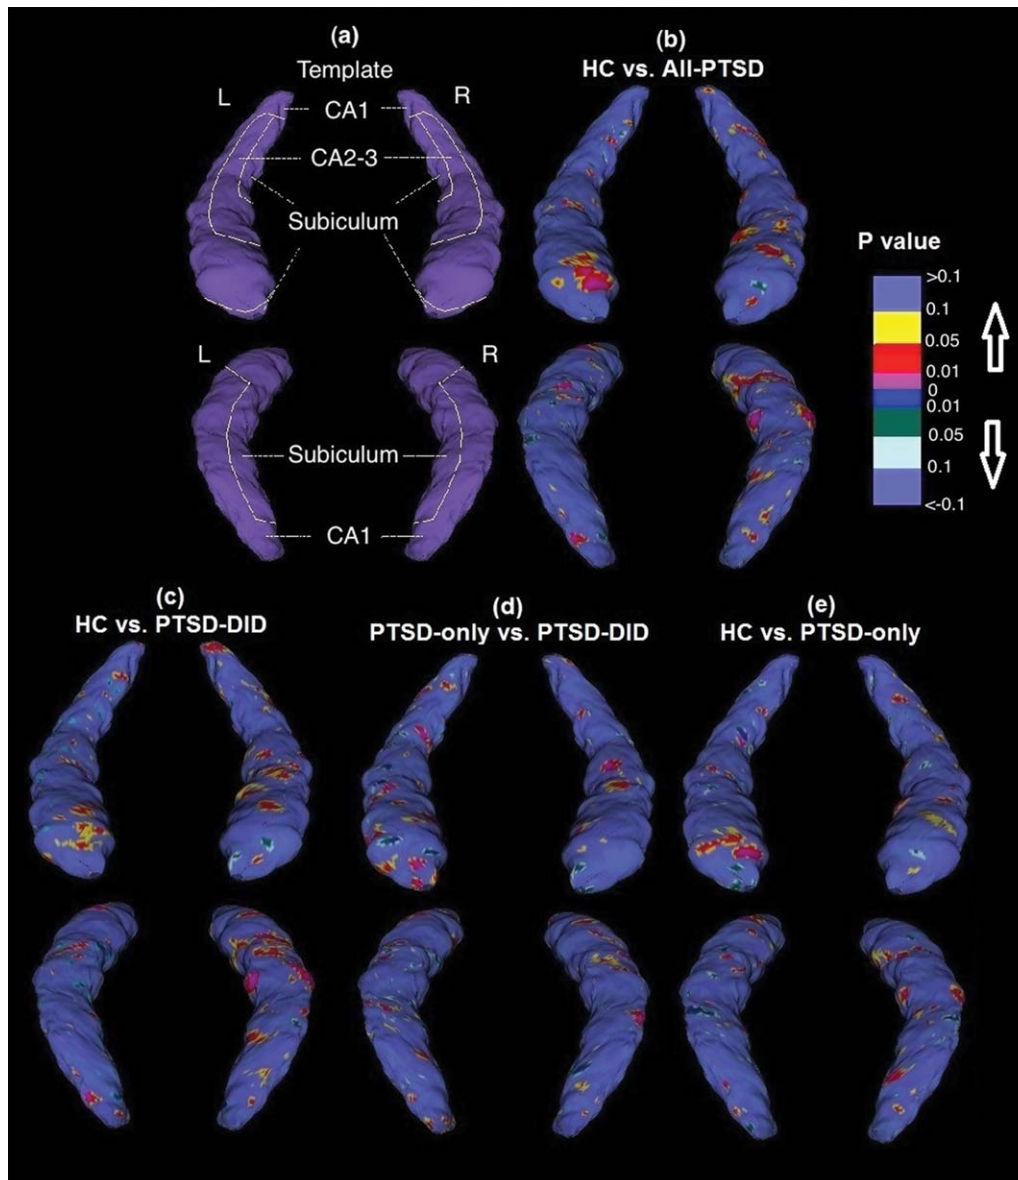 (a)
Template
L
R
CA1
CA2-3
Subiculum
L
R
Subiculum
CA1
(b)
HC vs. All-PTSD
P value
>0.1
0.1
0.05
0.01
0
0.01
0.05
0.1
<-0.1
(c)
HC vs. PTSD-DID
(d)
PTSD-only vs. PTSD-DID
(e)
HC vs. PTSD-only